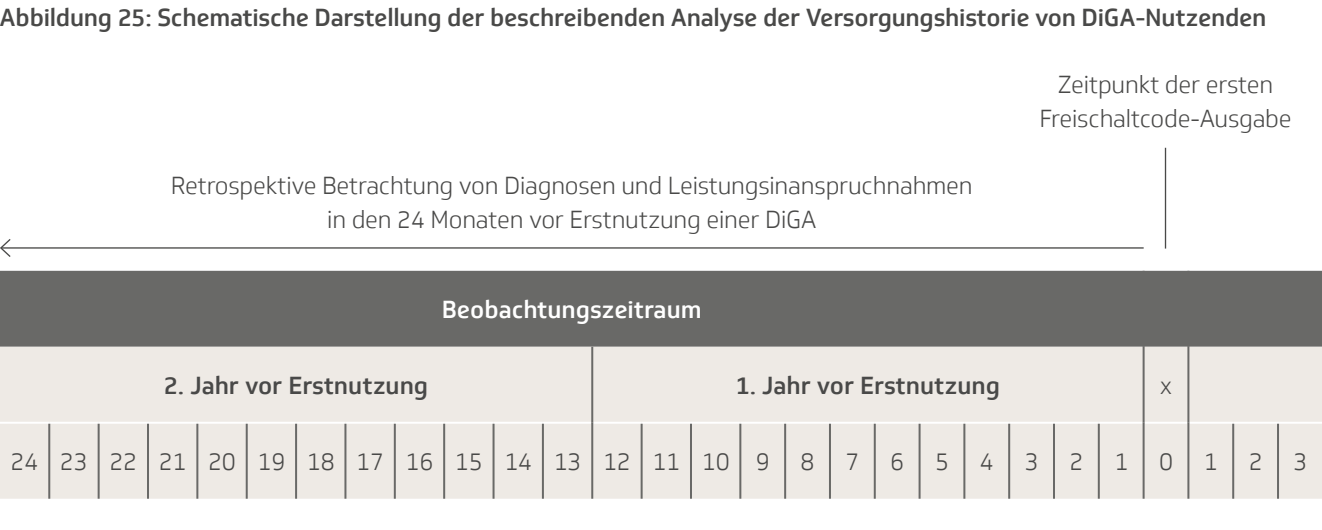 Abbildung 25: Schematische Darstellung der beschreibenden Analyse der Versorgungshistorie von DiGA-Nutzenden
Zeitpunkt der ersten
Freischaltcode-Ausgabe
Retrospektive Betrachtung von Diagnosen und Leistungsinanspruchnahmen
in den 24 Monaten vor Erstnutzung einer DiGA
Beobachtungszeitraum
2. Jahr vor Erstnutzung 1. Jahr vor Erstnutzung x
24 23 22 21 20 19 18 17 16 15 14 13 12 11 10 9 8 7 6 5 4 3 2 1 0 1 2 3